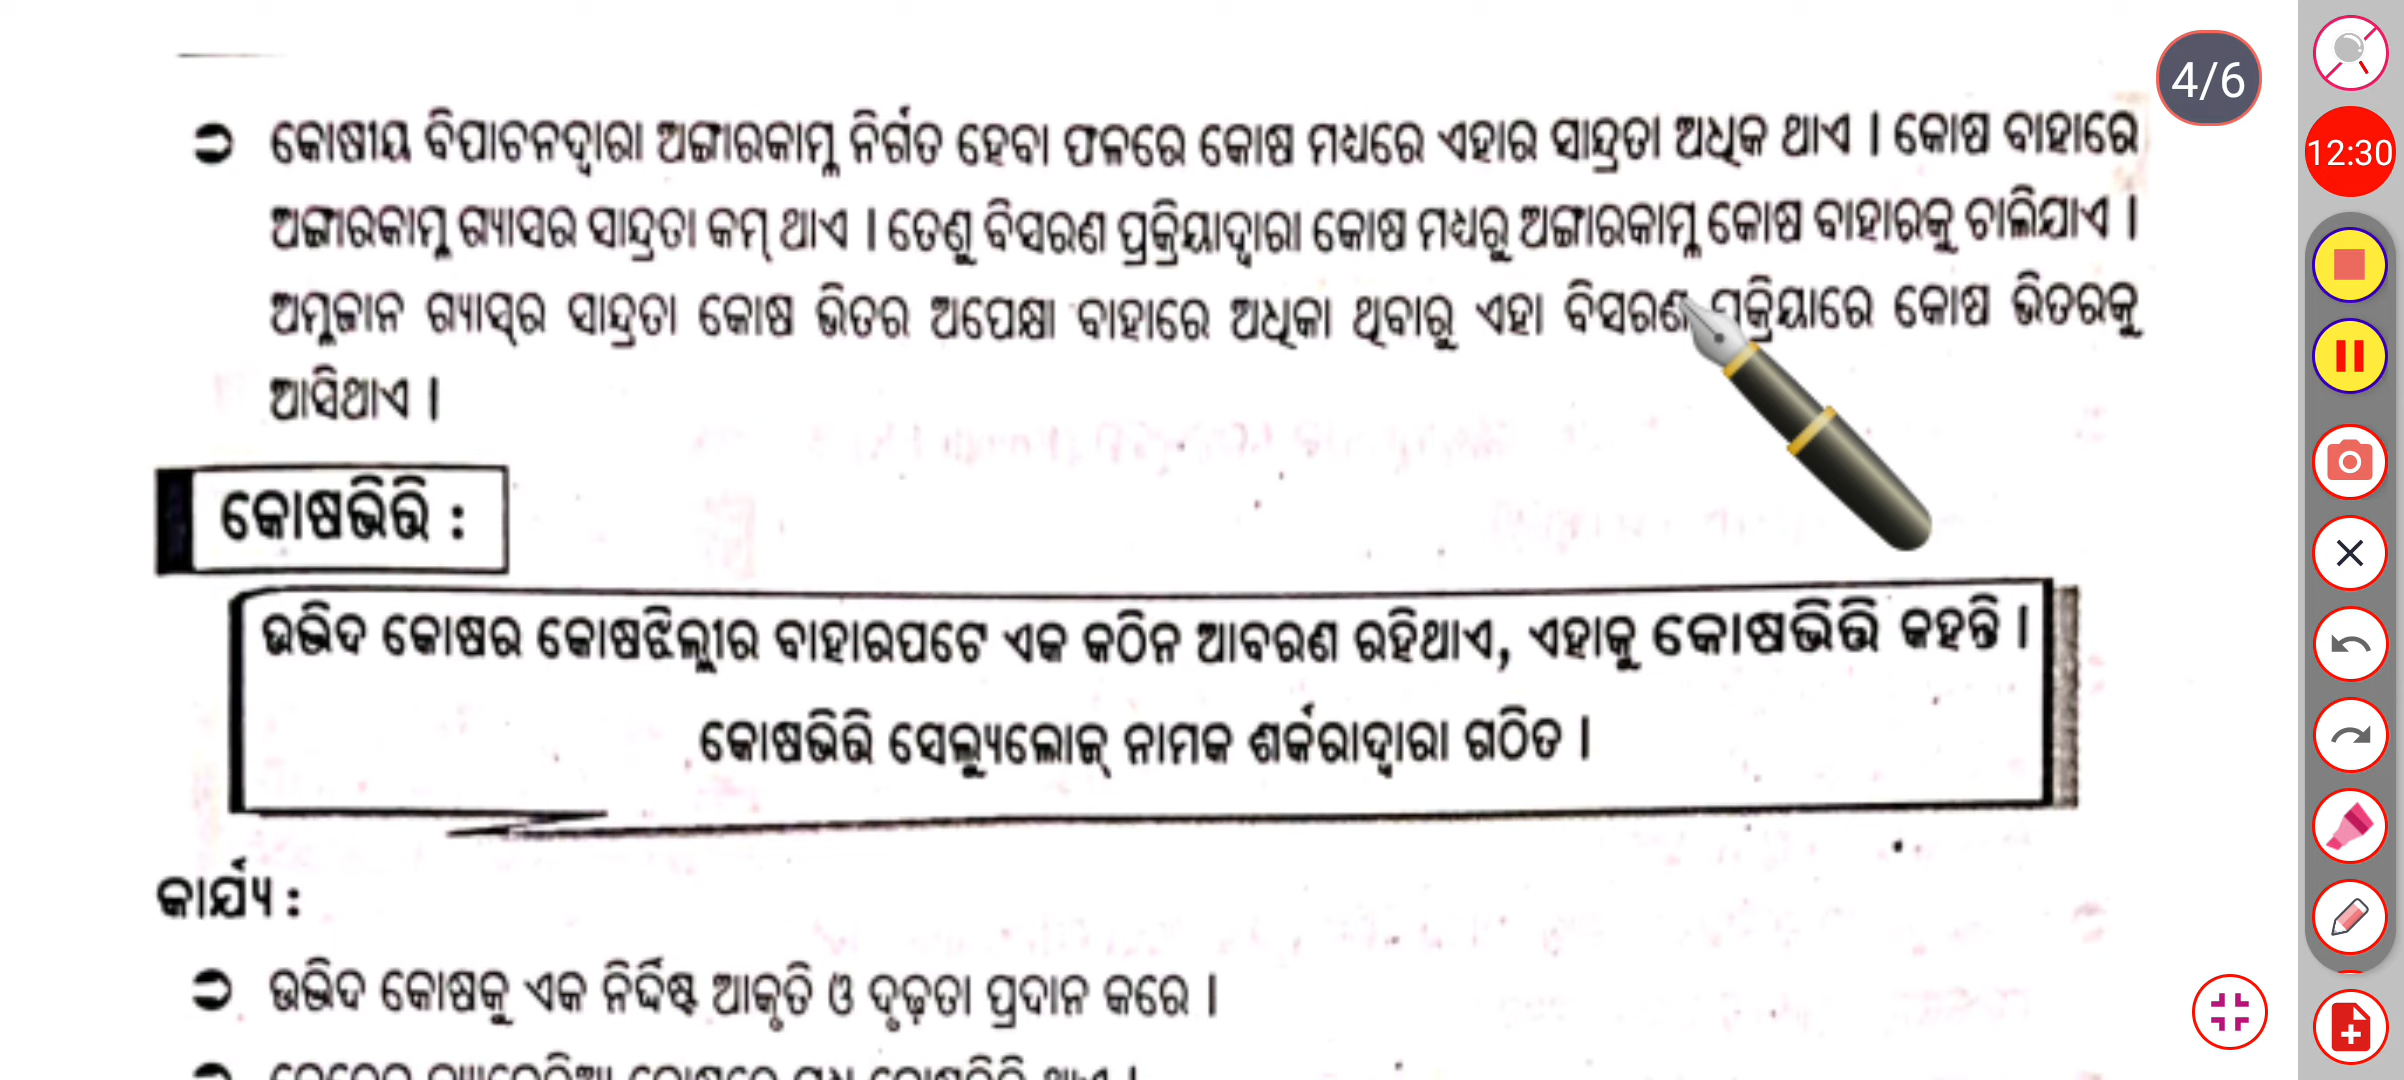 4/6
12:30
➲ କୋଷୀୟ ବିପାଚନଦ୍ୱାରା ଅଙ୍ଗାରକାମ୍ଳ ନିର୍ଗତ ହେବା ଫଳରେ କୋଷ ମଧ୍ୟରେ ଏହାର ସାନ୍ଦ୍ରତା ଅଧିକ ଥାଏ । କୋଷ ବାହାରେ
ଅଙ୍ଗାରକାମ୍ଳ ଗ୍ୟାସର ସାନ୍ଦ୍ରତା କମ୍ ଥାଏ । ତେଣୁ ବିସରଣ ପ୍ରକ୍ରିୟାଦ୍ୱାରା କୋଷ ମଧ୍ୟରୁ ଅଙ୍ଗାରକାମ୍ଳ କୋଷ ବାହାରକୁ ଚାଲିଯାଏ ।
ଅମ୍ଳଜାନ ଗ୍ୟାସ୍‌ର ସାନ୍ଦ୍ରତା କୋଷ ଭିତର ଅପେକ୍ଷା ବାହାରେ ଅଧିକା ଥିବାରୁ ଏହା ବିସରଣ ପ୍ରକ୍ରିୟାରେ କୋଷ ଭିତରକୁ
ଆସିଥାଏ ।
କୋଷଭିତ୍ତି :
ଉଦ୍ଭିଦ କୋଷର କୋଷଝିଲ୍ଲୀର ବାହାରପଟେ ଏକ କଠିନ ଆବରଣ ରହିଥାଏ, ଏହାକୁ କୋଷଭିତ୍ତି କହନ୍ତି ।
କୋଷଭିତ୍ତି ସେଲ୍ୟୁଲୋଜ୍ ନାମକ ଶର୍କରାଦ୍ୱାରା ଗଠିତ ।
କାର୍ଯ୍ୟ :
➲ ଉଦ୍ଭିଦ କୋଷକୁ ଏକ ନିର୍ଦ୍ଦିଷ୍ଟ ଆକୃତି ଓ ଦୃଢ଼ତା ପ୍ରଦାନ କରେ ।